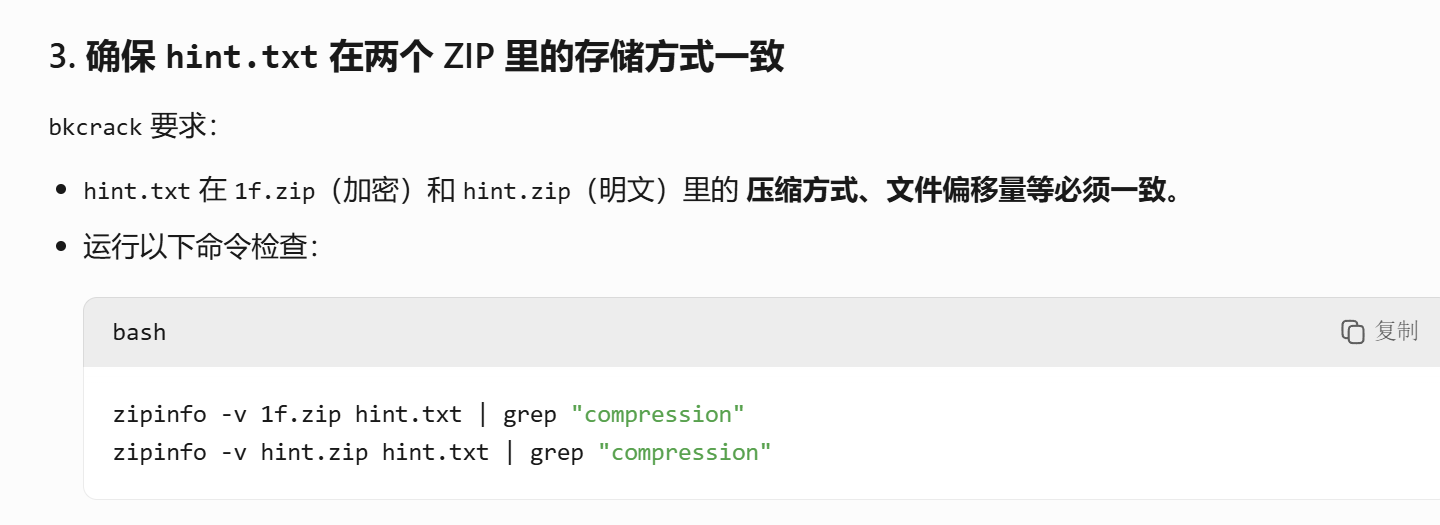 3. 确保 hint.txt 在两个 ZIP 里的存储方式一致
bkcrack 要求：
• hint.txt 在 1f.zip（加密）和 hint.zip（明文）里的 压缩方式、文件偏移量等必须一致。
• 运行以下命令检查：
bash 复制
zipinfo -v 1f.zip hint.txt | grep "compression"
zipinfo -v hint.zip hint.txt | grep "compression"